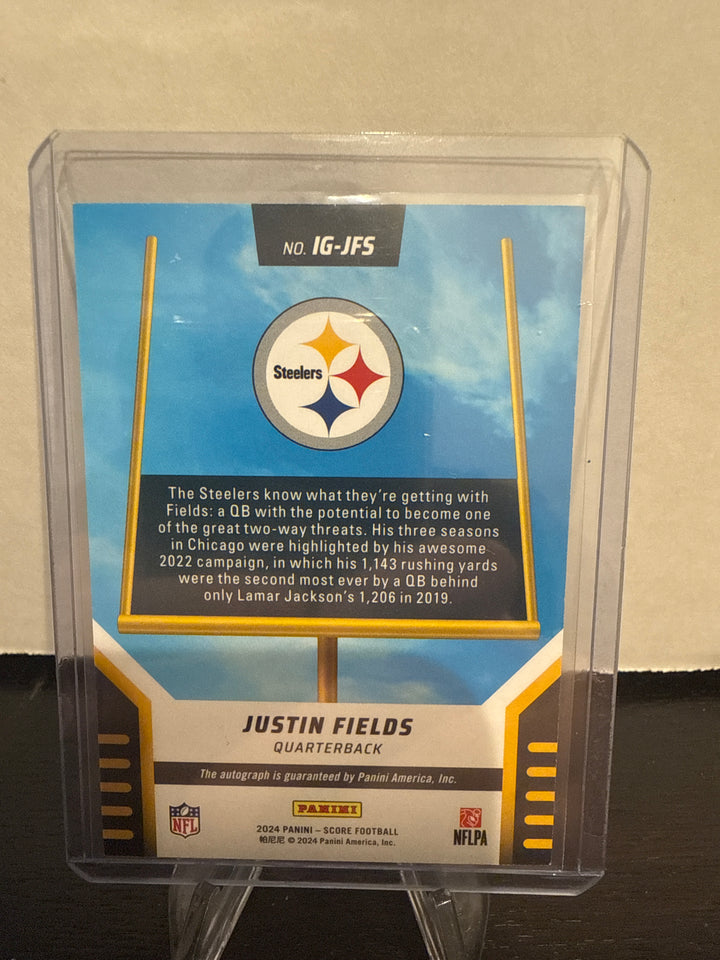 NO. IG-JFS
Steelers
The Steelers know what they're getting with
Fields: a QB with the potential to become one
of the great two-way threats. His three seasons
in Chicago were highlighted by his awesome
2022 campaign, in which his 1,143 rushing yards
were the second most ever by a QB behind
only Lamar Jackson's 1,206 in 2019.
JUSTIN FIELDS
QUARTERBACK
The autograph is guaranteed by Panini America, Inc.
PANINI
NFL
2024 PANINI – SCORE FOOTBALL
帕尼尼 © 2024 Panini America, Inc.
NFLPA